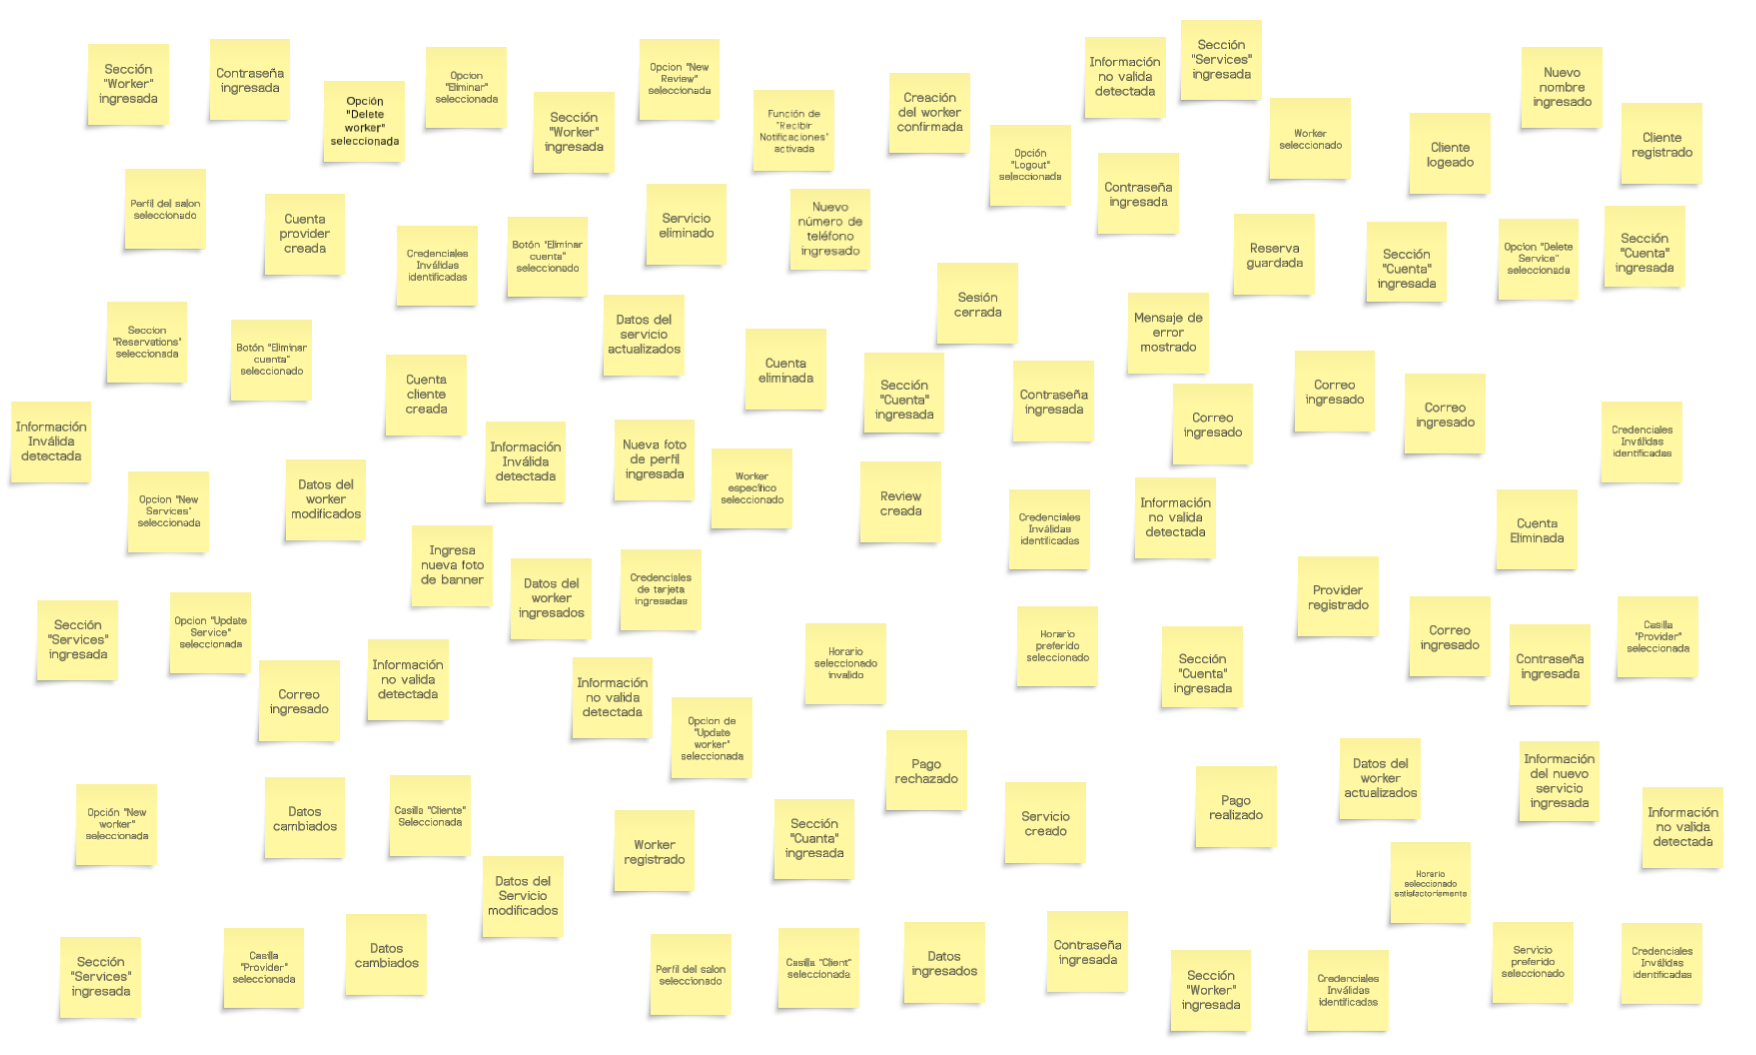 Sección
"Worker"
ingresada
Contraseña
ingresada
Opción
"Delete
worker"
seleccionada
Opcion
"Eliminar"
seleccionada
Sección
"Worker"
ingresada
Opcion "New
Review"
seleccionada
Función de
"Recibir
Notificaciones"
activada
Creación
del worker
confirmada
Opción
"Logout"
seleccionada
Información
no valida
detectada
Sección
"Services"
ingresada
Contraseña
ingresada
Worker
seleccionado
Cliente
logeado
Nuevo
nombre
ingresado
Cliente
registrado
Perfil del salon
seleccionado
Cuenta
provider
creada
Credenciales
Inválidas
identificadas
Botón "Eliminar
cuenta"
seleccionado
Servicio
eliminado
Nuevo
número de
teléfono
ingresado
Reserva
guardada
Sección
"Cuenta"
ingresada
Opcion "Delete
Service"
seleccionada
Sección
"Cuenta"
ingresada
Seccion
"Reservations"
seleccionada
Botón "Eliminar
cuenta"
seleccionado
Cuenta
cliente
creada
Datos del
servicio
actualizados
Cuenta
eliminada
Sesión
cerrada
Sección
"Cuenta"
ingresada
Contraseña
ingresada
Mensaje de
error
mostrado
Correo
ingresado
Correo
ingresado
Correo
ingresado
Credenciales
Inválidas
identificadas
Información
Inválida
detectada
Opcion "New
Services"
seleccionada
Datos del
worker
modificados
Información
Inválida
detectada
Nueva foto
de perfil
ingresada
Worker
específico
seleccionado
Review
creada
Credenciales
Inválidas
identificadas
Información
no valida
detectada
Cuenta
Eliminada
Ingresa
nueva foto
de banner
Datos del
worker
ingresados
Credenciales
de tarjeta
ingresadas
Provider
registrado
Sección
"Services"
ingresada
Opcion "Update
Service"
seleccionada
Correo
ingresado
Información
no valida
detectada
Información
no valida
detectada
Opcion de
"Update
worker"
seleccionada
Horario
seleccionado
invalido
Horario
preferido
seleccionado
Sección
"Cuenta"
ingresada
Correo
ingresado
Contraseña
ingresada
Casilla
"Provider"
seleccionada
Opción "New
worker"
seleccionada
Datos
cambiados
Casilla "Cliente"
Seleccionada
Datos del
Servicio
modificados
Worker
registrado
Sección
"Cuanta"
ingresada
Pago
rechazado
Servicio
creado
Pago
realizado
Datos del
worker
actualizados
Información
del nuevo
servicio
ingresada
Información
no valida
detectada
Horario
seleccionado
satisfactoriamente
Sección
"Services"
ingresada
Casilla
"Provider"
seleccionada
Datos
cambiados
Perfil del salon
seleccionado
Casilla "Client"
seleccionada
Datos
ingresados
Contraseña
ingresada
Sección
"Worker"
ingresada
Credenciales
Inválidas
identificadas
Servicio
preferido
seleccionado
Credenciales
Inválidas
identificadas